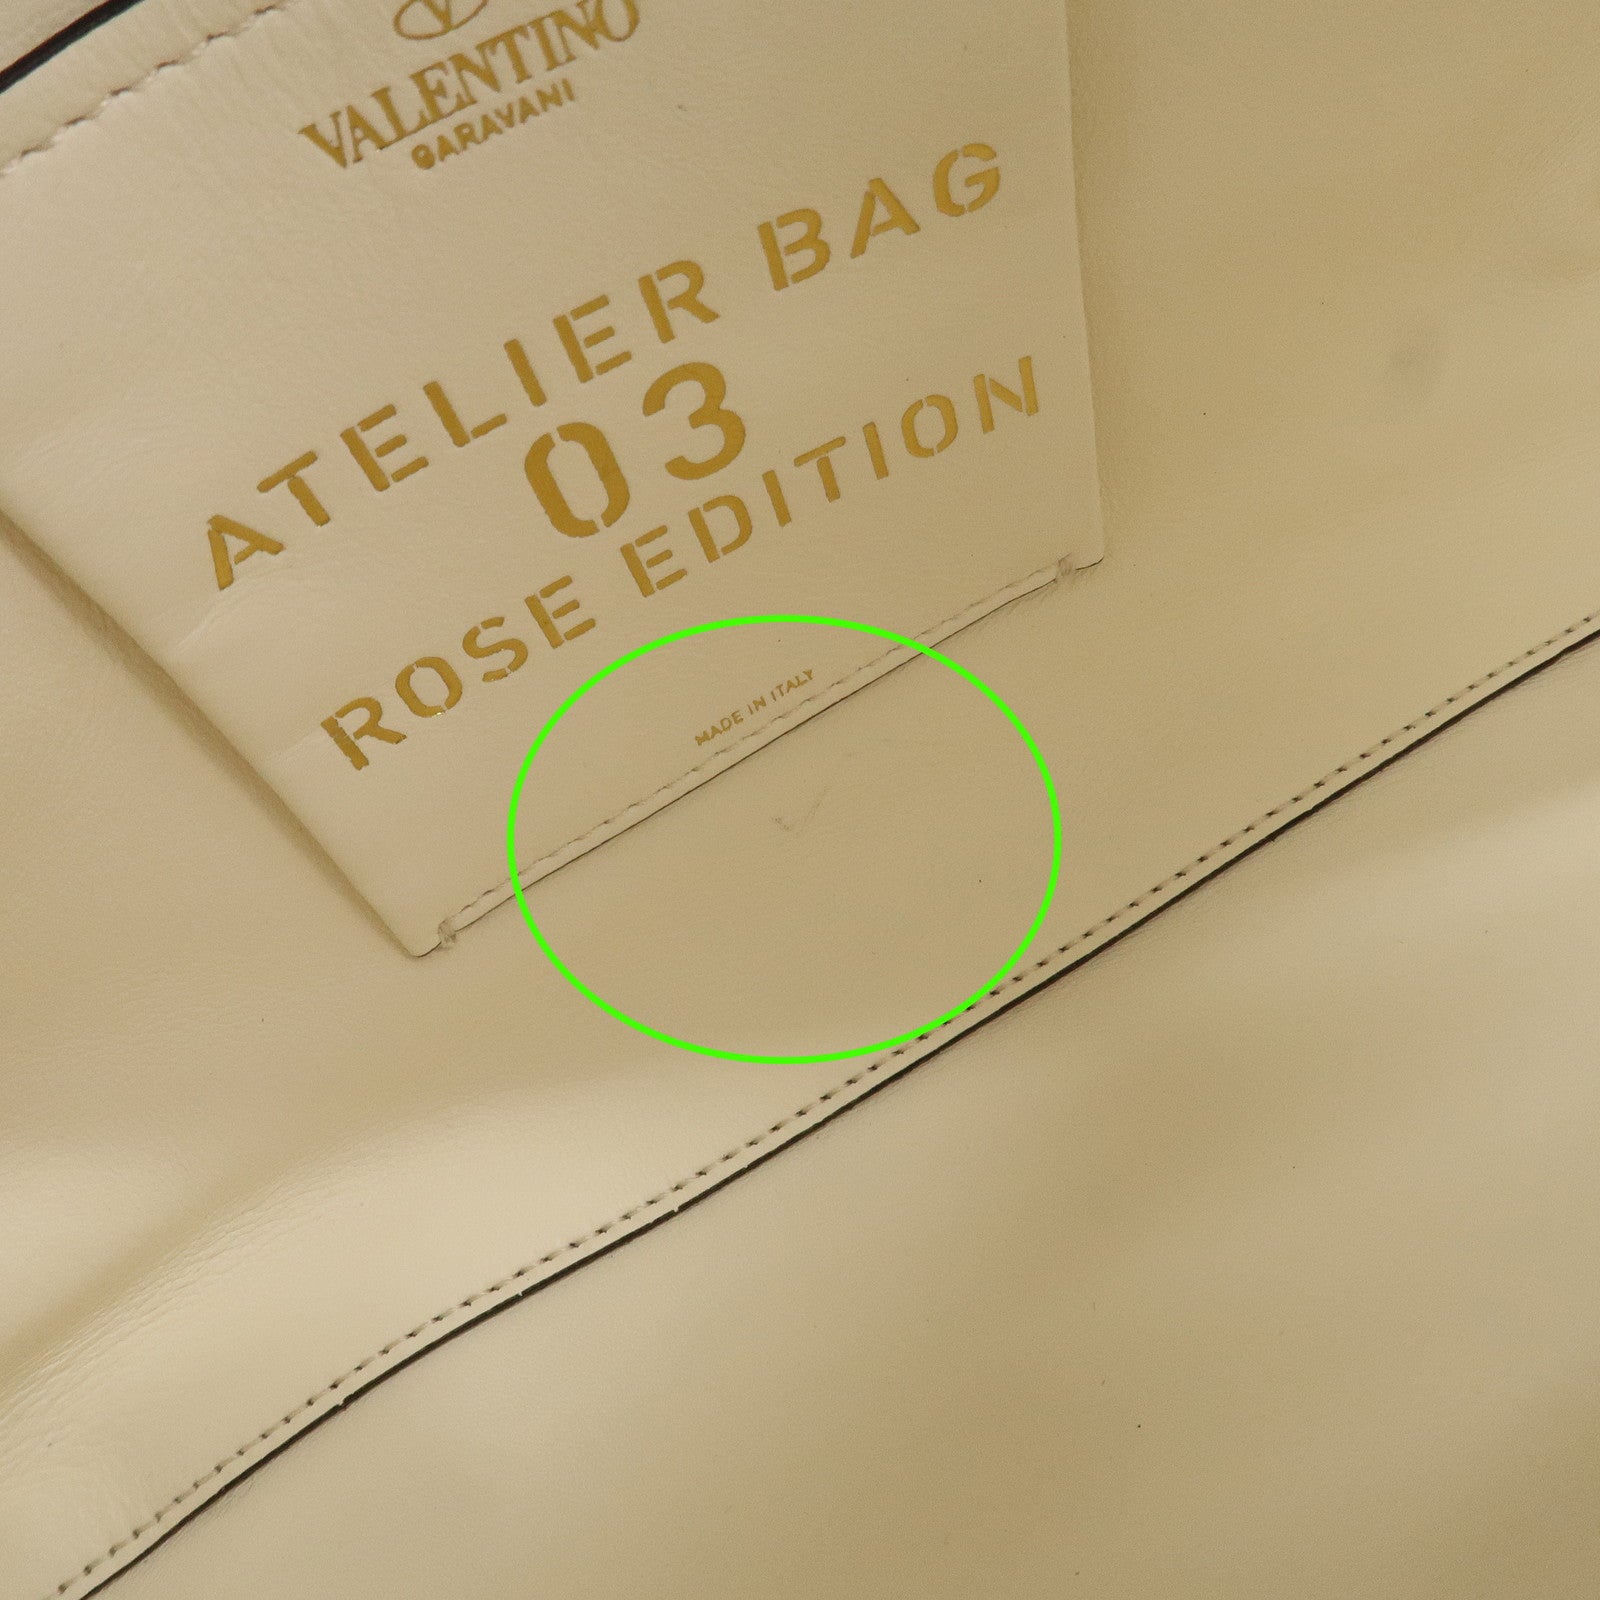 VALENTINO
GARAVANI
ATELIER BAG
03
ROSE EDITION
MADE IN ITALY